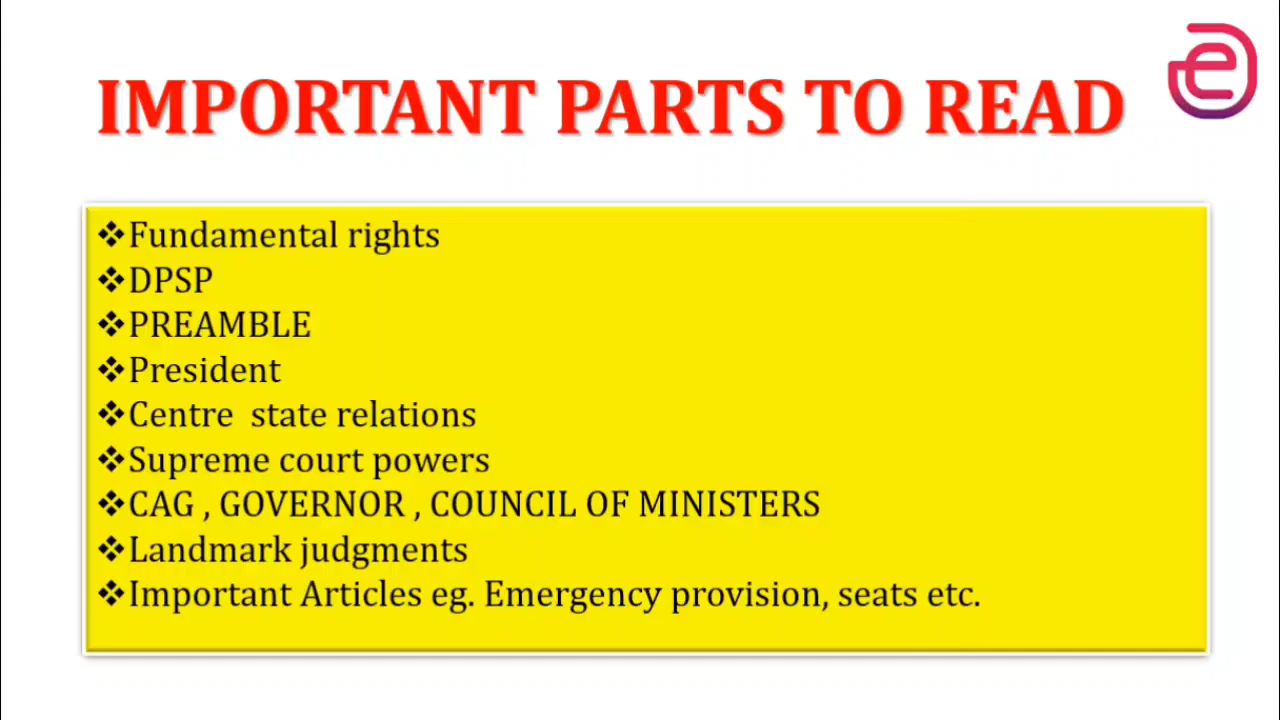 IMPORTANT PARTS TO READ
❖Fundamental rights
❖DPSP
❖PREAMBLE
❖President
❖Centre  state relations
❖Supreme court powers
❖CAG , GOVERNOR , COUNCIL OF MINISTERS
❖Landmark judgments
❖Important Articles eg. Emergency provision, seats etc.